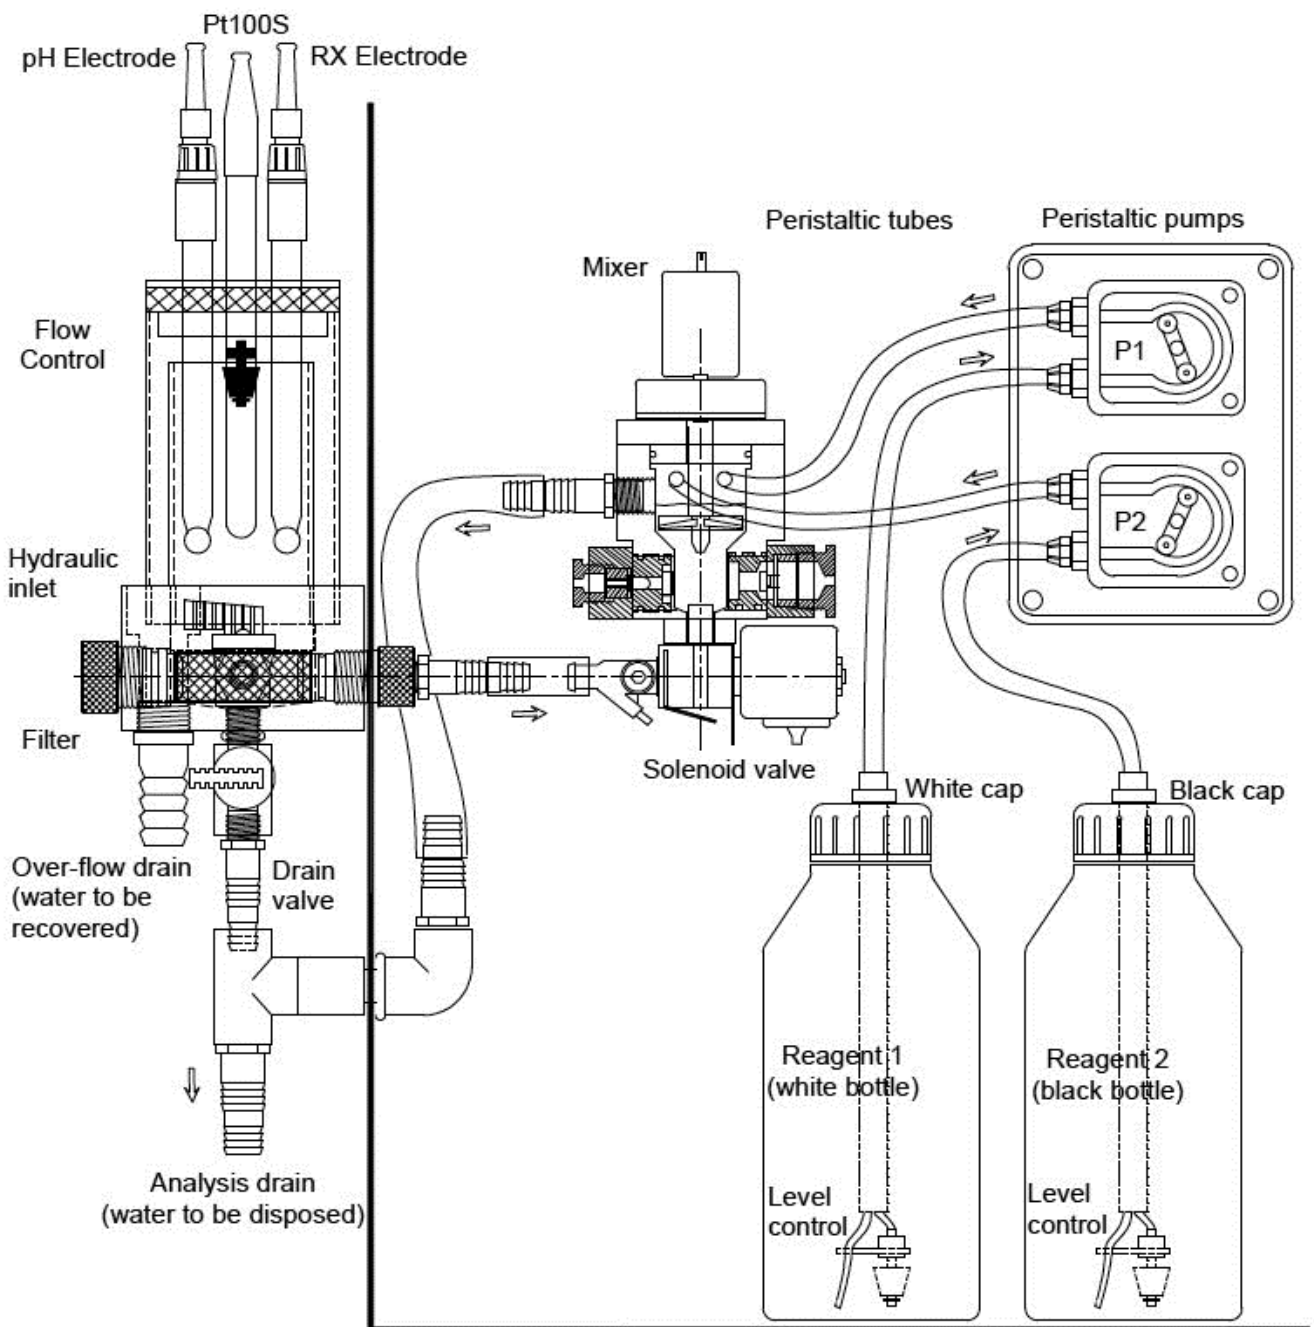 Pt100S
pH Electrode
RX Electrode
Peristaltic tubes
Peristaltic pumps
Mixer
Flow
Control
P1
P2
Hydraulic
inlet
Filter
Solenoid valve
White cap
Black cap
Over-flow drain
(water to be
recovered)
Drain
valve
Reagent 1
(white bottle)
Reagent 2
(black bottle)
Analysis drain
(water to be disposed)
Level
control
Level
control